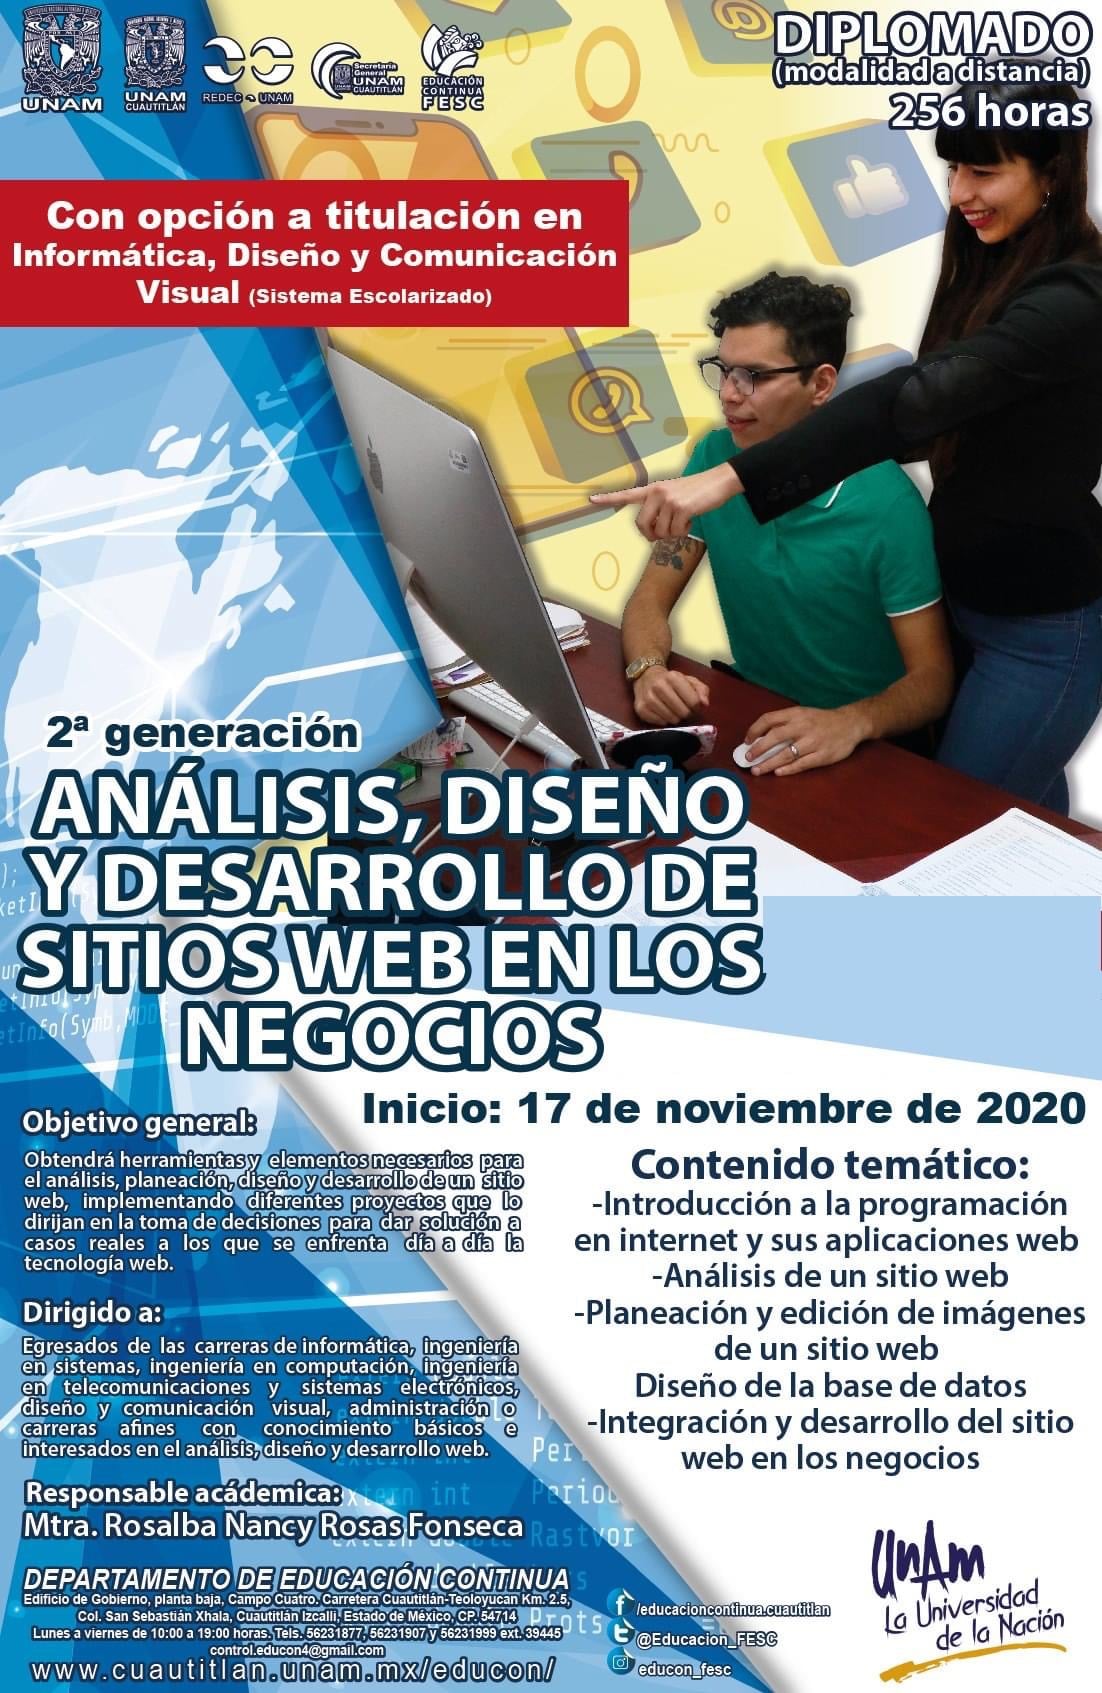 UNAM
UNAM
CUAUTITLÁN
REDEC UNAM
Secretaría
General
UNAM
CUAUTITLÁN
EDUCACIÓN
CONTINUA
FESC
DIPLOMADO
(modalidad a distancia)
256 horas
Con opción a titulación en
Informática, Diseño y Comunicación
Visual (Sistema Escolarizado)
2ª generación
ANÁLISIS, DISEÑO
Y DESARROLLO DE
SITIOS WEB EN LOS
NEGOCIOS
Inicio: 17 de noviembre de 2020
Objetivo general:
Obtendrá herramientas y elementos necesarios para
el análisis, planeación, diseño y desarrollo de un sitio
web, implementando diferentes proyectos que lo
dirijan en la toma de decisiones para dar solución a
casos reales a los que se enfrenta día a día la
tecnología web.
Dirigido a:
Egresados de las carreras de informática, ingeniería
en sistemas, ingeniería en computación, ingeniería
en telecomunicaciones y sistemas electrónicos,
diseño y comunicación visual, administración o
carreras afines con conocimiento básicos e
interesados en el análisis, diseño y desarrollo web.
Responsable acádemica:
Mtra. Rosalba Nancy Rosas Fonseca
Contenido temático:
-Introducción a la programación
en internet y sus aplicaciones web
-Análisis de un sitio web
-Planeación y edición de imágenes
de un sitio web
Diseño de la base de datos
-Integración y desarrollo del sitio
web en los negocios
DEPARTAMENTO DE EDUCACIÓN CONTINUA
Edificio de Gobierno, planta baja, Campo Cuatro. Carretera Cuautitlán-Teoloyucan Km. 2.5,
Col. San Sebastián Xhala, Cuautitlán Izcalli, Estado de México, CP. 54714
Lunes a viernes de 10:00 a 19:00 horas. Tels. 56231877, 56231907 y 56231999 ext. 39445
control.educon4@gmail.com
www.cuautitlan.unam.mx/educon/
/educacioncontinua.cuautitlan
@Educacion_FESC
educon_fesc
UnAm
La Universidad
de la Nación